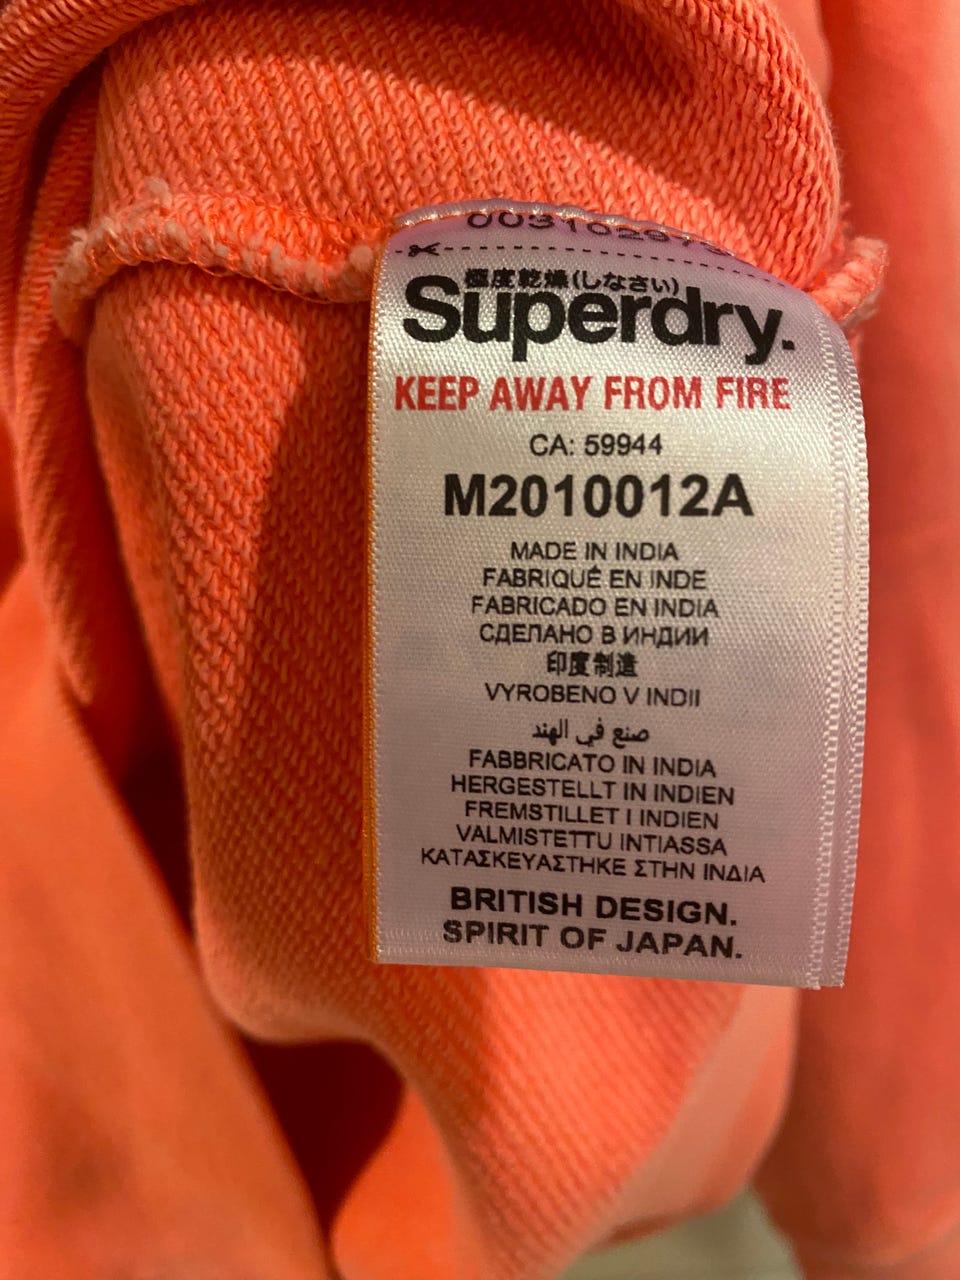 極度乾燥(しなさい)
Superdry.
KEEP AWAY FROM FIRE
CA: 59944
M2010012A
MADE IN INDIA
FABRIQUÉ EN INDE
FABRICADO EN INDIA
СДЕЛАНО В ИНДИИ
印度制造
VYROBENO V INDII
صنع في الهند
FABBRICATO IN INDIA
HERGESTELLT IN INDIEN
FREMSTILLET I INDIEN
VALMISTETTU INTIASSA
ΚΑΤΑΣΚΕΥΑΣΤΗΚΕ ΣΤΗΝ ΙΝΔΙΑ
BRITISH DESIGN.
SPIRIT OF JAPAN.